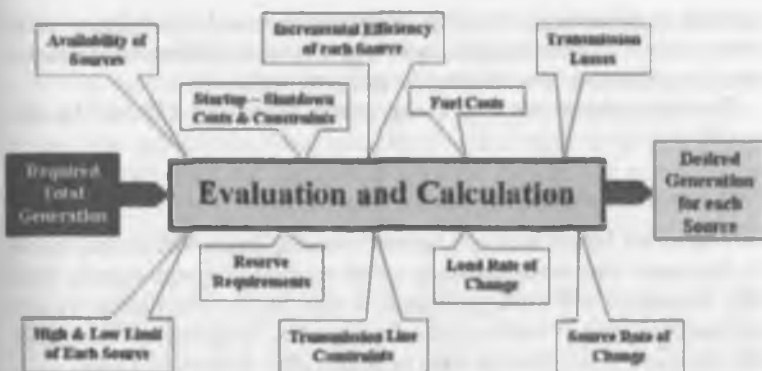 Availability of
Sources
Incremental Efficiency
of each Source
Transmission
Losses
Startup – Shutdown
Costs & Constraints
Fuel Costs
Required
Total
Generation
Evaluation and Calculation
Desired
Generation
for each
Source
Reserve
Requirements
Load Rate of
Change
High & Low Limit
of Each Source
Transmission Line
Constraints
Source Rate of
Change